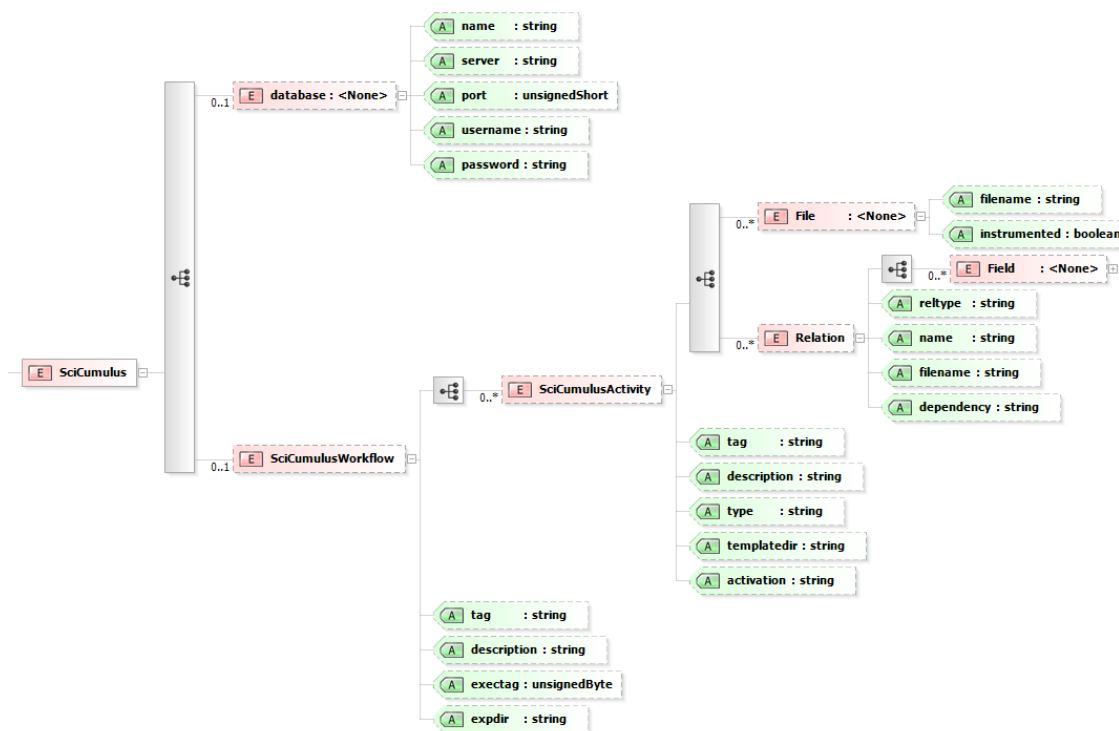 name : string
server : string
port : unsignedShort
username : string
password : string
0..1 E database : <None>
A
A
A
A
A
E File : <None>
0..*
A filename : string
A instrumented : boolean
0..* E Field : <None>
A reltype : string
A name : string
A filename : string
A dependency : string
0..* E Relation
E SciCumulus
0..* E SciCumulusActivity
A tag : string
A description : string
A type : string
A templatedir : string
A activation : string
0..1 E SciCumulusWorkflow
A tag : string
A description : string
A exectag : unsignedByte
A expdir : string